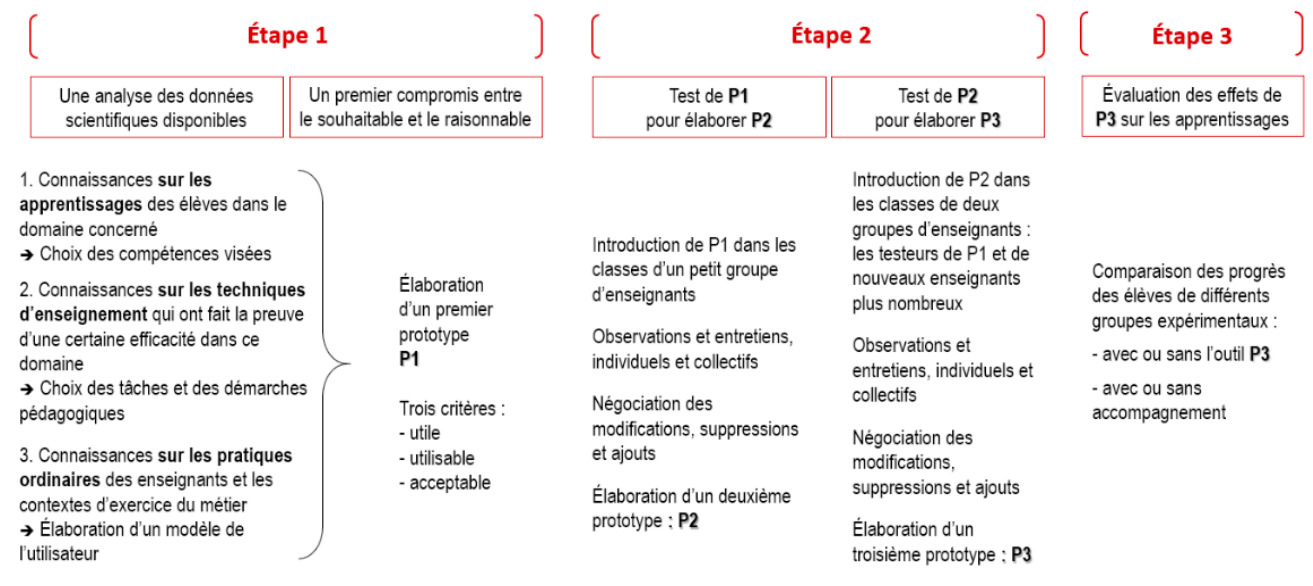 Étape 1
Une analyse des données
scientifiques disponibles
Un premier compromis entre
le souhaitable et le raisonnable
1. Connaissances sur les
apprentissages des élèves dans le
domaine concerné
➔ Choix des compétences visées
2. Connaissances sur les techniques
d’enseignement qui ont fait la preuve
d’une certaine efficacité dans ce
domaine
➔ Choix des tâches et des démarches
pédagogiques
3. Connaissances sur les pratiques
ordinaires des enseignants et les
contextes d’exercice du métier
➔ Élaboration d’un modèle de
l’utilisateur
Élaboration
d’un premier
prototype
P1
Trois critères :
- utile
- utilisable
- acceptable
Étape 2
Test de P1
pour élaborer P2
Introduction de P1 dans les
classes d’un petit groupe
d’enseignants
Observations et entretiens,
individuels et collectifs
Négociation des
modifications, suppressions
et ajouts
Élaboration d’un deuxième
prototype : P2
Test de P2
pour élaborer P3
Introduction de P2 dans
les classes de deux
groupes d’enseignants :
les testeurs de P1 et de
nouveaux enseignants
plus nombreux
Observations et
entretiens, individuels et
collectifs
Négociation des
modifications,
suppressions et ajouts
Élaboration d’un
troisième prototype : P3
Étape 3
Évaluation des effets de
P3 sur les apprentissages
Comparaison des progrès
des élèves de différents
groupes expérimentaux :
- avec ou sans l’outil P3
- avec ou sans
accompagnement